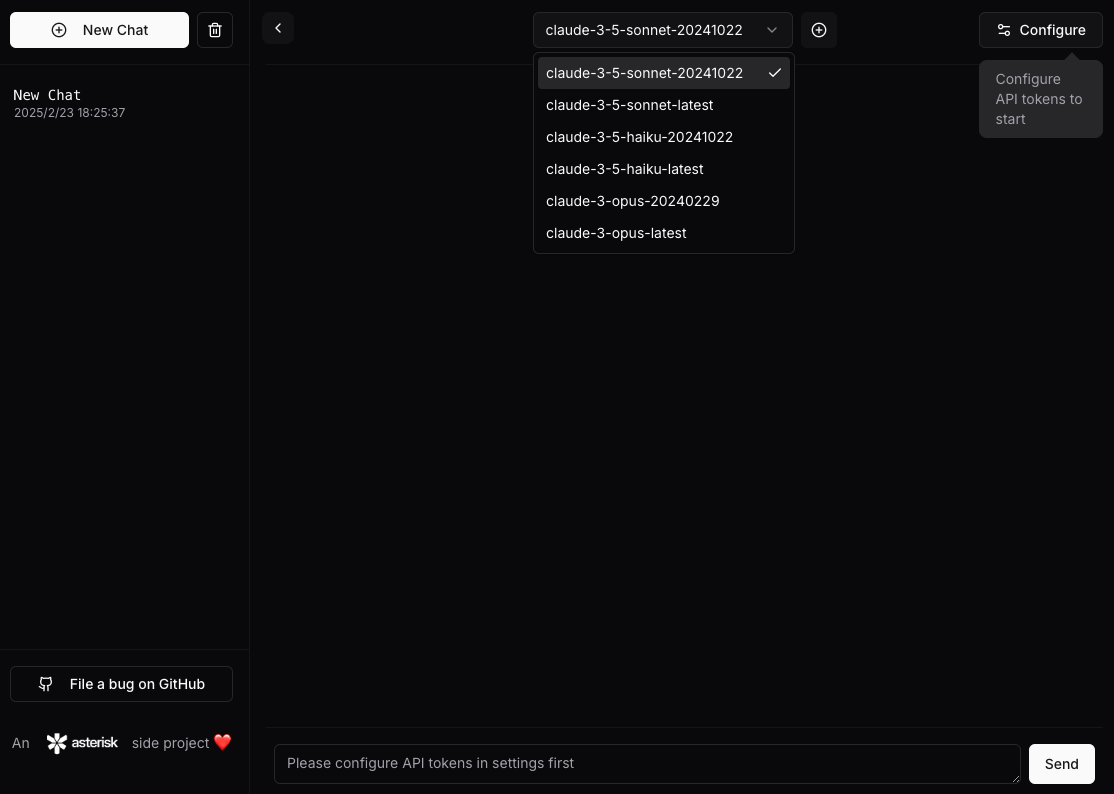 New Chat
New Chat
2025/2/23 18:25:37
File a bug on GitHub
An asterisk side project ❤️
claude-3-5-sonnet-20241022
claude-3-5-sonnet-20241022
claude-3-5-sonnet-latest
claude-3-5-haiku-20241022
claude-3-5-haiku-latest
claude-3-opus-20240229
claude-3-opus-latest
Configure
Configure
API tokens to
start
Please configure API tokens in settings first
Send